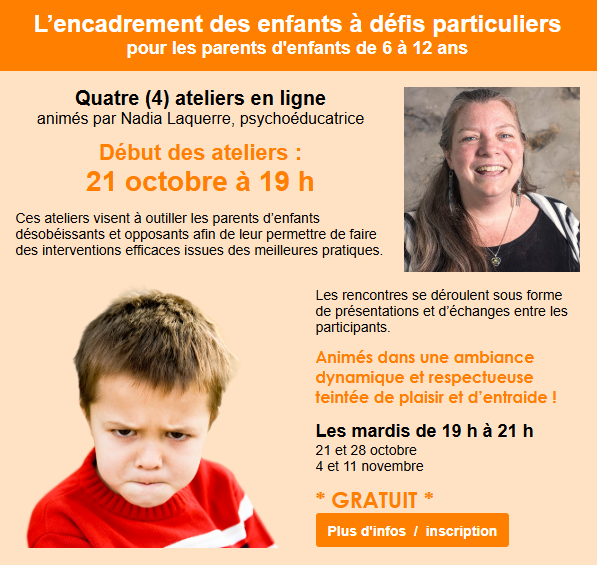 L’encadrement des enfants à défis particuliers
pour les parents d'enfants de 6 à 12 ans
Quatre (4) ateliers en ligne
animés par Nadia Laquerre, psychoéducatrice
Début des ateliers :
21 octobre à 19 h
Ces ateliers visent à outiller les parents d’enfants
désobéissants et opposants afin de leur permettre de faire
des interventions efficaces issues des meilleures pratiques.
Les rencontres se déroulent sous forme
de présentations et d’échanges entre les
participants.
Animés dans une ambiance
dynamique et respectueuse
teintée de plaisir et d’entraide !
Les mardis de 19 h à 21 h
21 et 28 octobre
4 et 11 novembre
* GRATUIT *
Plus d'infos / inscription